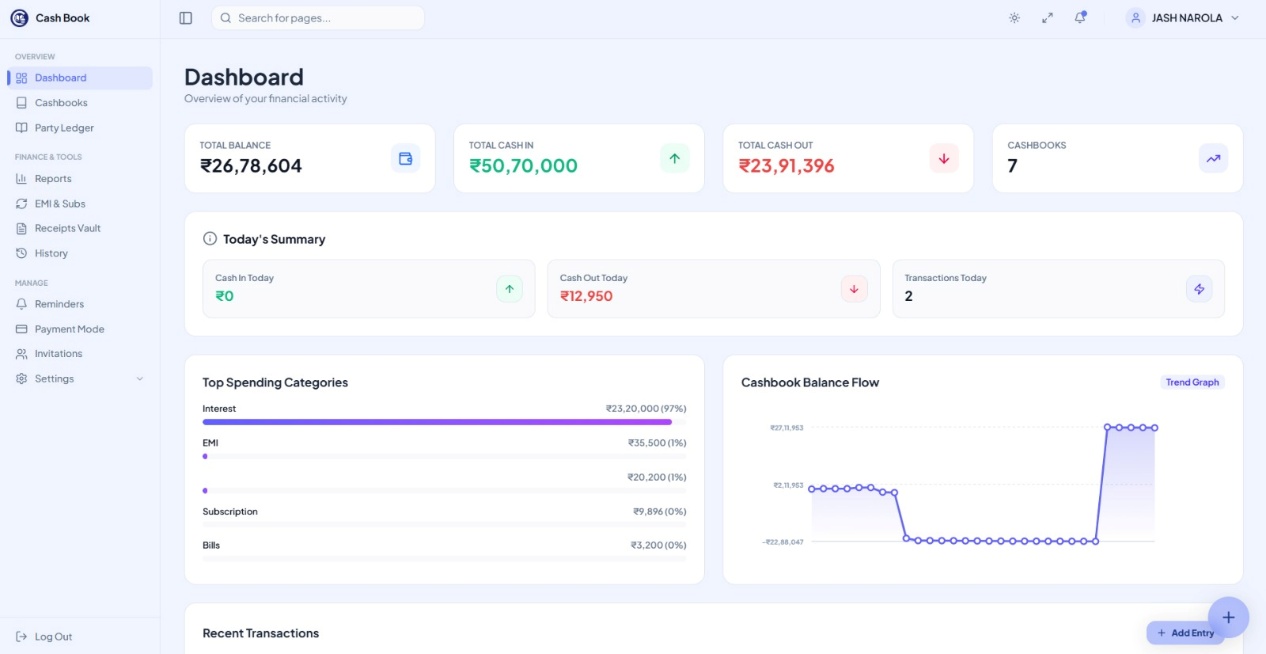 Cash Book
Search for pages...
JASH NAROLA
OVERVIEW
Dashboard
Cashbooks
Party Ledger
FINANCE & TOOLS
Reports
EMI & Subs
Receipts Vault
History
MANAGE
Reminders
Payment Mode
Invitations
Settings
Log Out
Dashboard
Overview of your financial activity
TOTAL BALANCE
₹26,78,604
TOTAL CASH IN
₹50,70,000
TOTAL CASH OUT
₹23,91,396
CASHBOOKS
7
Today's Summary
Cash In Today
₹0
Cash Out Today
₹12,950
Transactions Today
2
Top Spending Categories
Interest ₹23,20,000 (97%)
EMI ₹35,500 (1%)
₹20,200 (1%)
Subscription ₹9,896 (0%)
Bills ₹3,200 (0%)
Cashbook Balance Flow
Trend Graph
₹27,11,953
₹2,11,953
-₹22,88,047
Recent Transactions
+ Add Entry